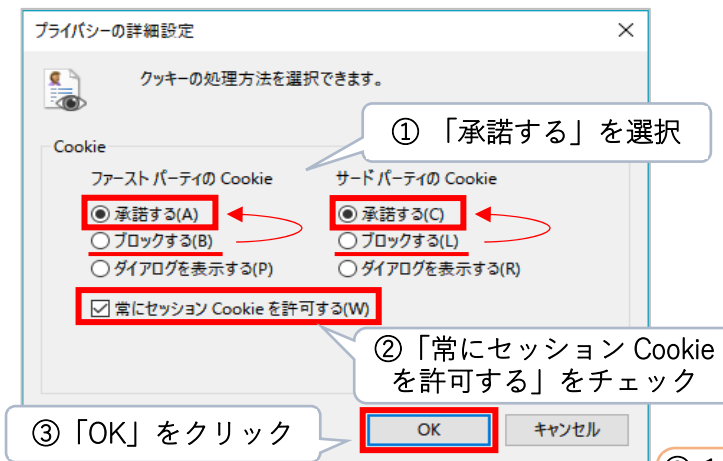 プライバシーの詳細設定
クッキーの処理方法を選択できます。
① 「承諾する」を選択
Cookie
ファースト パーティの Cookie
サード パーティの Cookie
承諾する(A)
承諾する(C)
ブロックする(B)
ブロックする(L)
ダイアログを表示する(P)
ダイアログを表示する(R)
常にセッション Cookie を許可する(W)
②「常にセッション Cookie
を許可する」をチェック
③「OK」をクリック
OK
キャンセル